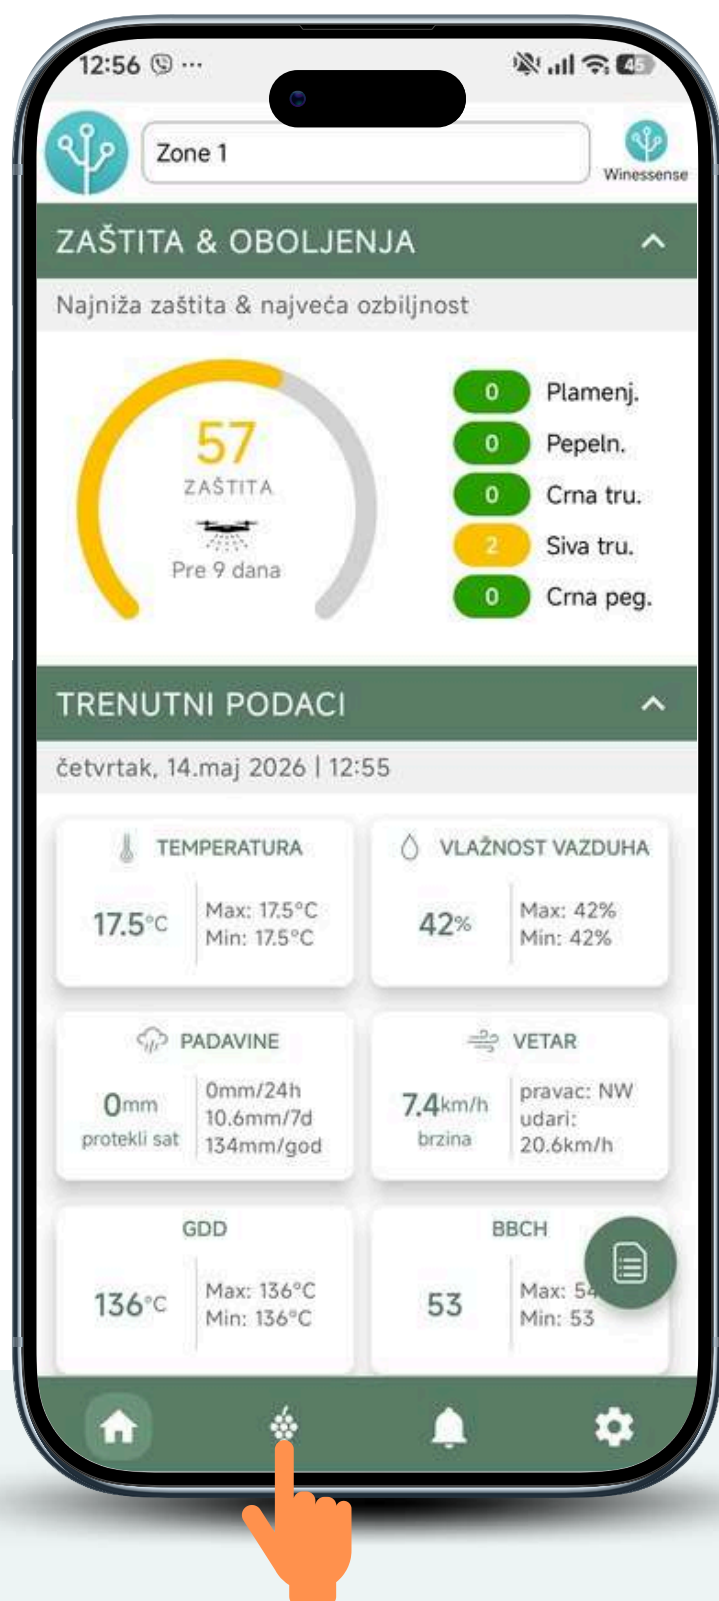 12:56 ...
45
Zone 1
Winessense
ZAŠTITA & OBOLJENJA
Najniža zaštita & najveća ozbiljnost
57
ZAŠTITA
Pre 9 dana
0 Plamenj.
0 Pepeln.
0 Crna tru.
2 Siva tru.
0 Crna peg.
TRENUTNI PODACI
četvrtak, 14.maj 2026 | 12:55
TEMPERATURA
17.5°C
Max: 17.5°C
Min: 17.5°C
VLAŽNOST VAZDUHA
42%
Max: 42%
Min: 42%
PADAVINE
0mm
protekli sat
0mm/24h
10.6mm/7d
134mm/god
VETAR
7.4km/h
brzina
pravac: NW
udari:
20.6km/h
GDD
136°C
Max: 136°C
Min: 136°C
BBCH
53
Max: 54
Min: 53